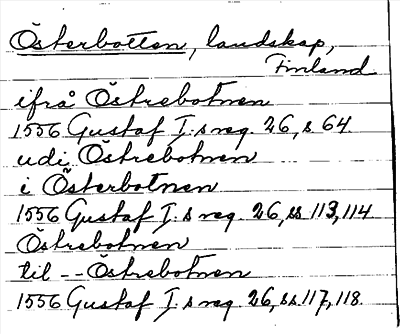 Österbotten, landskap,
Finland
ifrå Östrebotnen
1556 Gustaf I:s reg. 26, s. 64.
udi Östrebotnen
i Österbotnen
1556 Gustaf I:s reg. 26, ss 113, 114
Östrebotnen
til -- Östrebotnen
1556 Gustaf I:s reg. 26, ss. 117, 118.